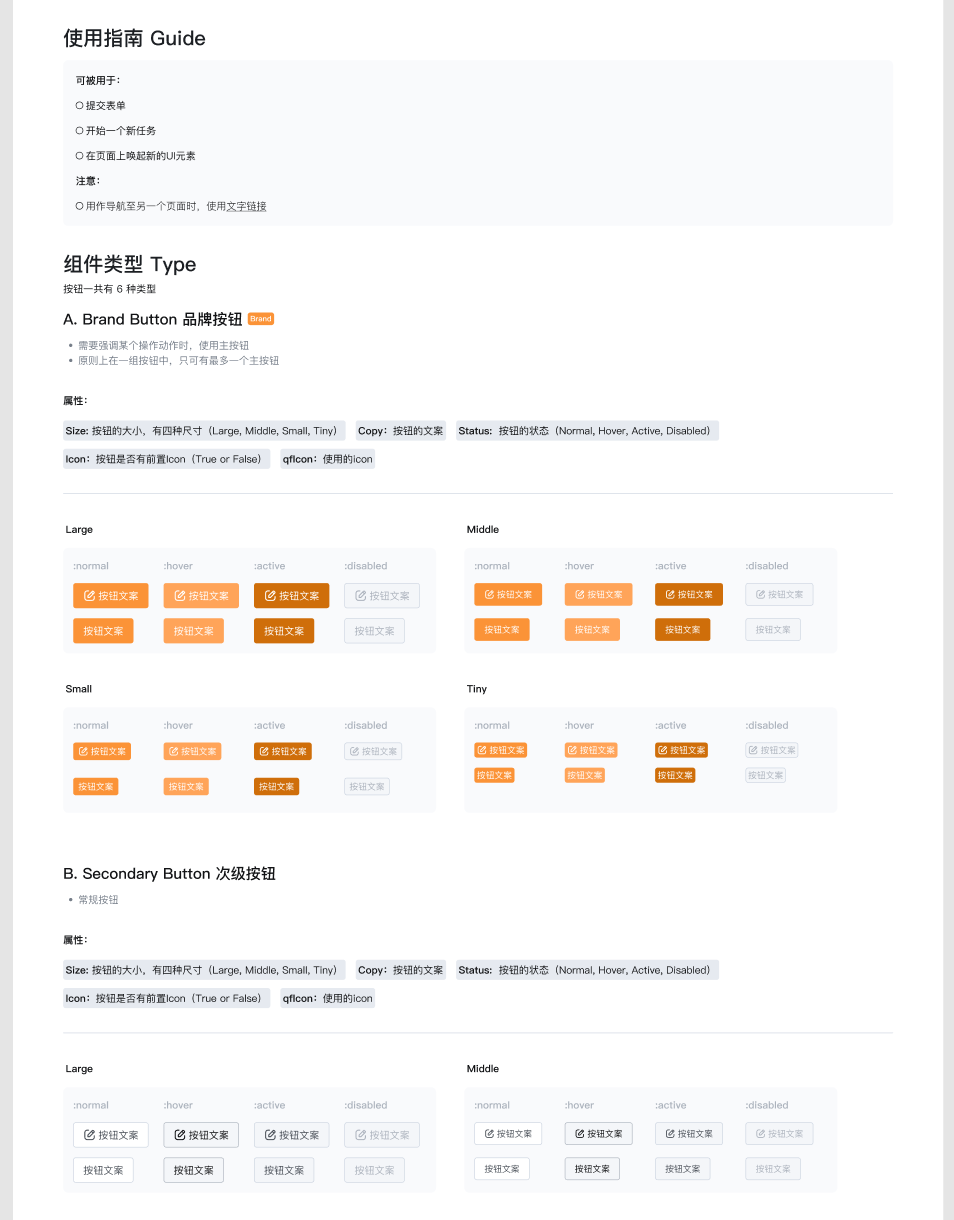 使用指南 Guide
可被用于：
提交表单
开始一个新任务
在页面上唤起新的UI元素
注意：
用作导航至另一个页面时，使用文字链接
组件类型 Type
按钮一共有 6 种类型
A. Brand Button 品牌按钮 Brand
• 需要强调某个操作动作时，使用主按钮
• 原则上在一组按钮中，只可有最多一个主按钮
属性：
Size: 按钮的大小，有四种尺寸（Large, Middle, Small, Tiny） Copy：按钮的文案 Status: 按钮的状态（Normal, Hover, Active, Disabled）
Icon：按钮是否有前置Icon（True or False） qfIcon：使用的icon
Large Middle
:normal :hover :active :disabled :normal :hover :active :disabled
按钮文案 按钮文案 按钮文案 按钮文案 按钮文案 按钮文案 按钮文案 按钮文案
按钮文案 按钮文案 按钮文案 按钮文案 按钮文案 按钮文案 按钮文案 按钮文案
Small Tiny
:normal :hover :active :disabled :normal :hover :active :disabled
按钮文案 按钮文案 按钮文案 按钮文案 按钮文案 按钮文案 按钮文案 按钮文案
按钮文案 按钮文案 按钮文案 按钮文案 按钮文案 按钮文案 按钮文案 按钮文案
B. Secondary Button 次级按钮
• 常规按钮
属性：
Size: 按钮的大小，有四种尺寸（Large, Middle, Small, Tiny） Copy：按钮的文案 Status: 按钮的状态（Normal, Hover, Active, Disabled）
Icon：按钮是否有前置Icon（True or False） qfIcon：使用的icon
Large Middle
:normal :hover :active :disabled :normal :hover :active :disabled
按钮文案 按钮文案 按钮文案 按钮文案 按钮文案 按钮文案 按钮文案 按钮文案
按钮文案 按钮文案 按钮文案 按钮文案 按钮文案 按钮文案 按钮文案 按钮文案